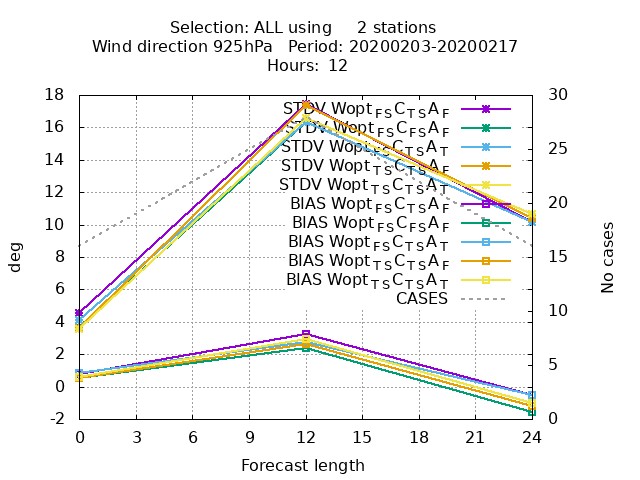 Selection: ALL using 2 stations
Wind direction 925hPa Period: 20200203-20200217
Hours: 12
18 30
16
14
12
10
8
6
4
2
0
-2
25
20
15
10
5
0
deg
No cases
STDV Wopt_FS C_TS A_F
STDV Wopt_FS C_FS A_F
STDV Wopt_FS C_TS A_T
STDV Wopt_TS C_TS A_F
STDV Wopt_TS C_TS A_T
BIAS Wopt_FS C_TS A_F
BIAS Wopt_FS C_FS A_F
BIAS Wopt_FS C_TS A_T
BIAS Wopt_TS C_TS A_F
BIAS Wopt_TS C_TS A_T
CASES
0 3 6 9 12 15 18 21 24
Forecast length